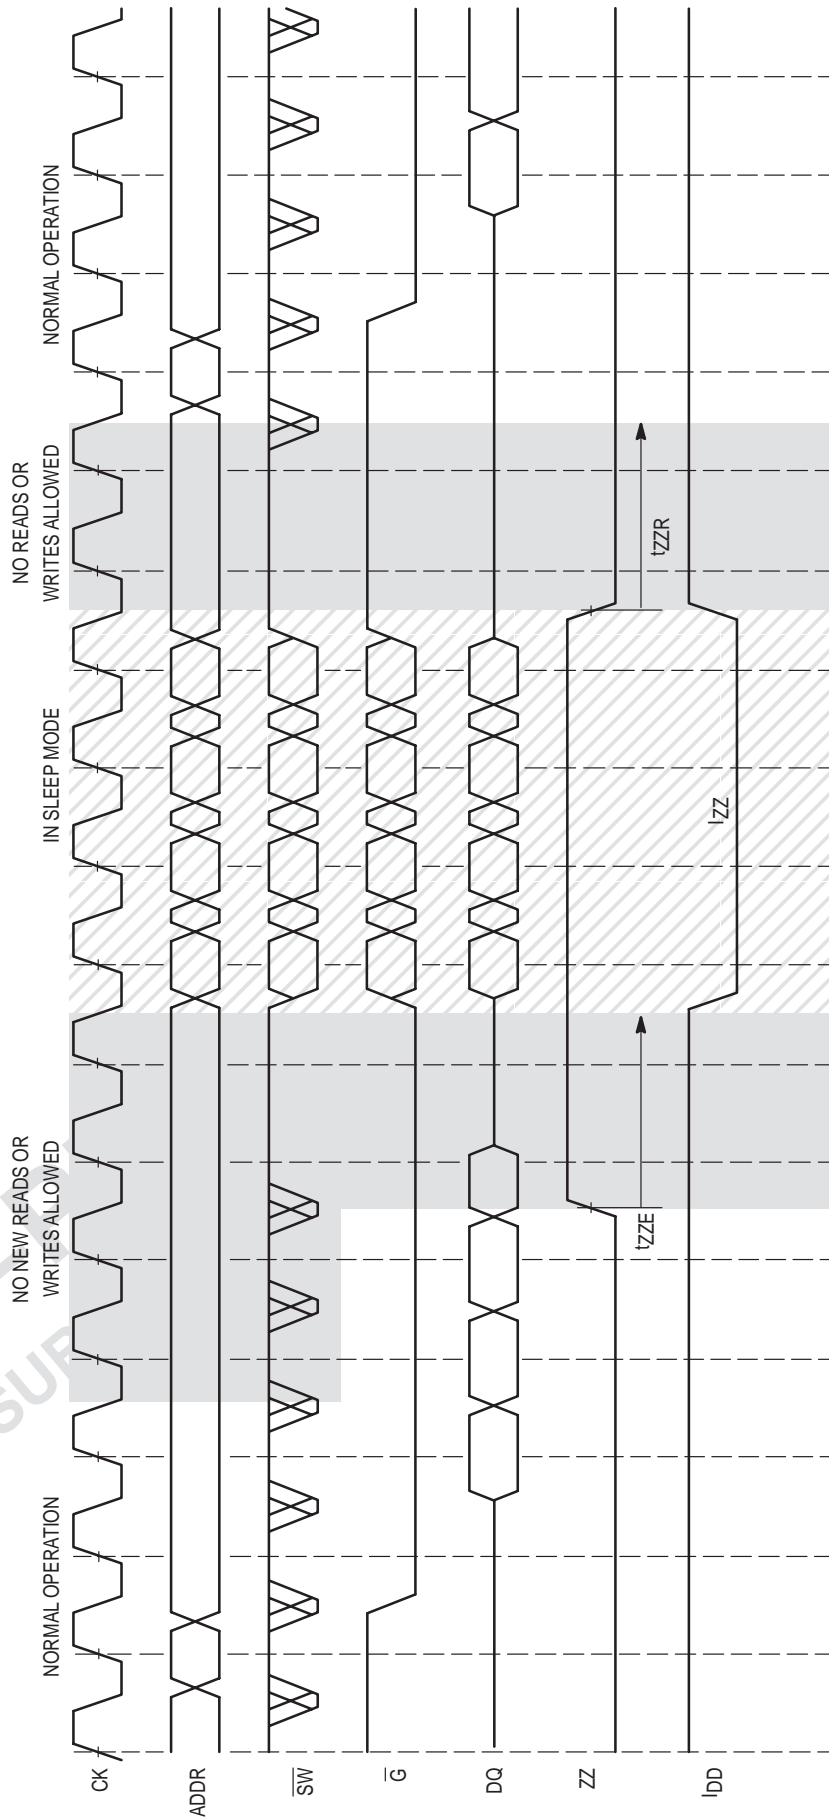 NORMAL OPERATION
NO NEW READS OR
WRITES ALLOWED
IN SLEEP MODE
NO READS OR
WRITES ALLOWED
NORMAL OPERATION
CK
ADDR
SW
G
DQ
ZZ
tZZE
tZZR
IDD
IZZ